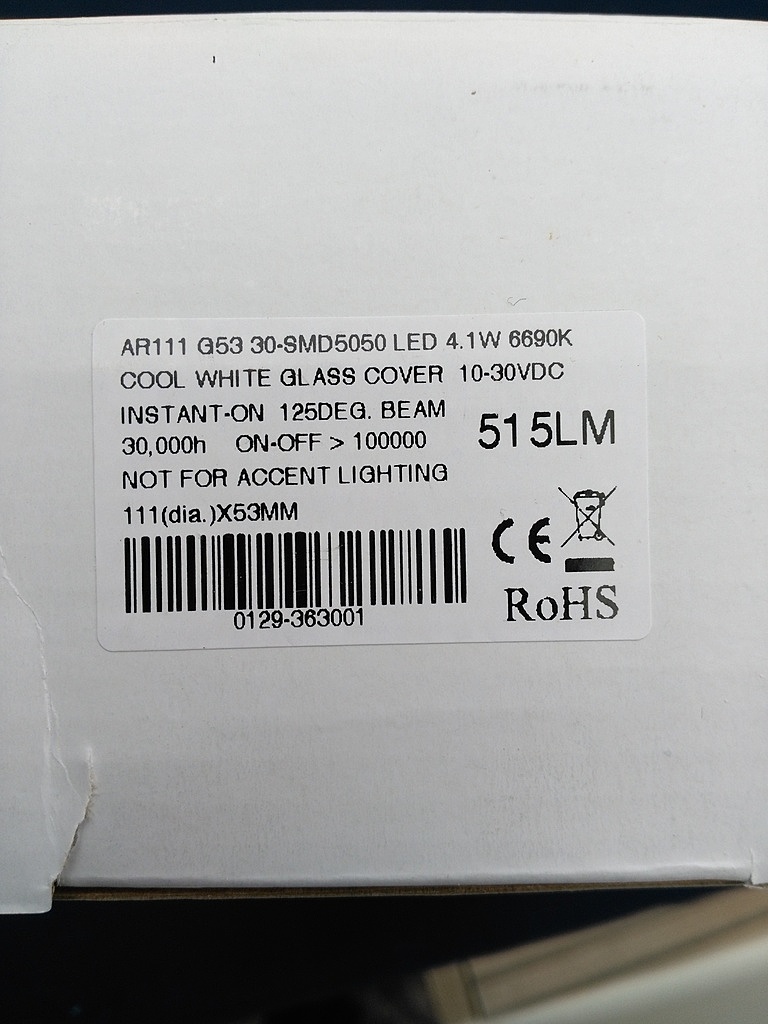 AR111 G53 30-SMD5050 LED 4.1W 6690K
COOL WHITE GLASS COVER 10-30VDC
INSTANT-ON 125DEG. BEAM
30,000h ON-OFF > 100000
515LM
NOT FOR ACCENT LIGHTING
111(dia.)X53MM
CE
RoHS
0129-363001